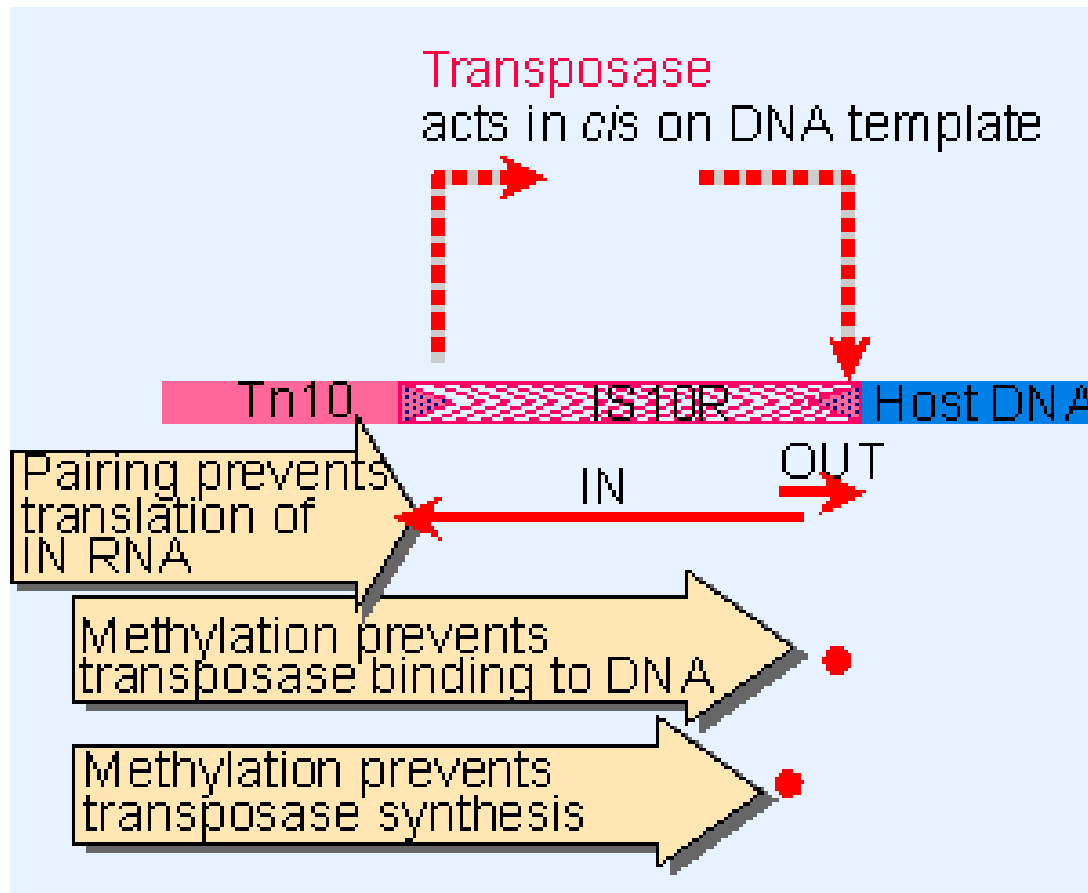 Transposase
acts in cis on DNA template
Tn10 IS10R Host DNA
OUT
IN
Pairing prevents
translation of
IN RNA
Methylation prevents
transposase binding to DNA
Methylation prevents
transposase synthesis